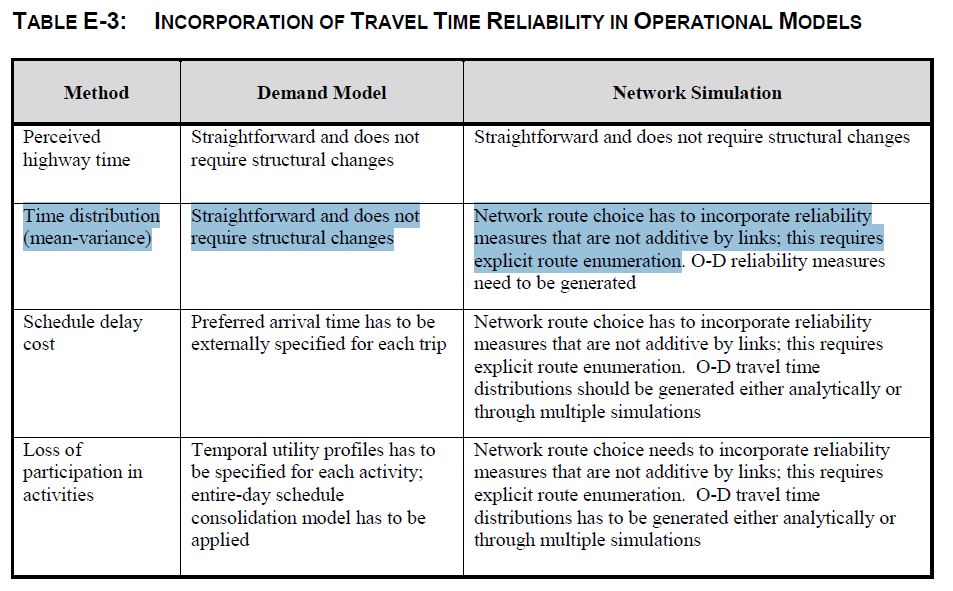 TABLE E-3: INCORPORATION OF TRAVEL TIME RELIABILITY IN OPERATIONAL MODELS
Method
Demand Model
Network Simulation
Perceived
highway time
Straightforward and does not
require structural changes
Straightforward and does not require structural changes
Time distribution
(mean-variance)
Straightforward and does not
require structural changes
Network route choice has to incorporate reliability
measures that are not additive by links; this requires
explicit route enumeration. O-D reliability measures
need to be generated
Schedule delay
cost
Preferred arrival time has to be
externally specified for each trip
Network route choice has to incorporate reliability
measures that are not additive by links; this requires
explicit route enumeration. O-D travel time
distributions should be generated either analytically or
through multiple simulations
Loss of
participation in
activities
Temporal utility profiles has to
be specified for each activity;
entire-day schedule
consolidation model has to be
applied
Network route choice needs to incorporate reliability
measures that are not additive by links; this requires
explicit route enumeration. O-D travel time
distributions has to be generated either analytically or
through multiple simulations